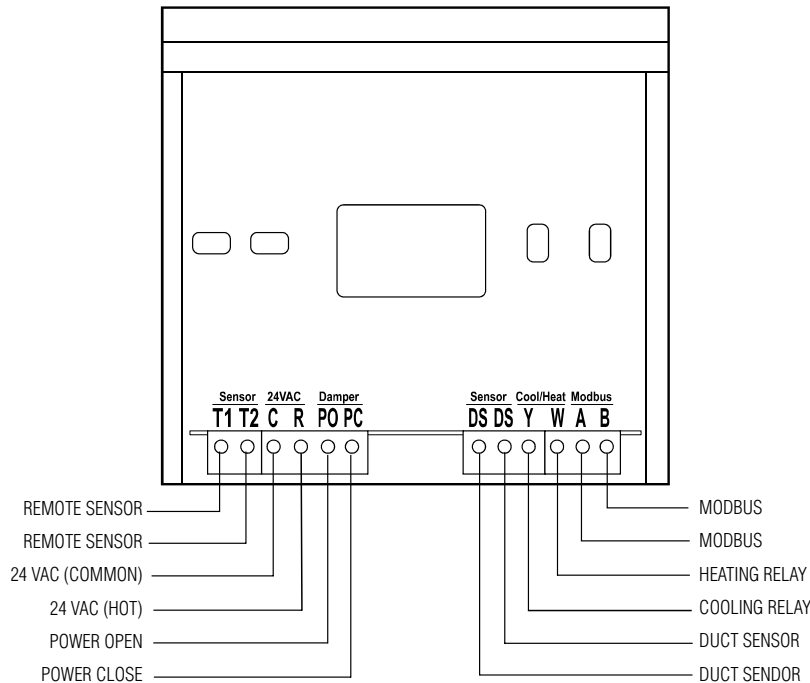 Sensor 24VAC Damper Sensor Cool/Heat Modbus
T1 T2 C R PO PC DS DS Y W A B
REMOTE SENSOR MODBUS
REMOTE SENSOR MODBUS
24 VAC (COMMON) HEATING RELAY
24 VAC (HOT) COOLING RELAY
POWER OPEN DUCT SENSOR
POWER CLOSE DUCT SENDOR